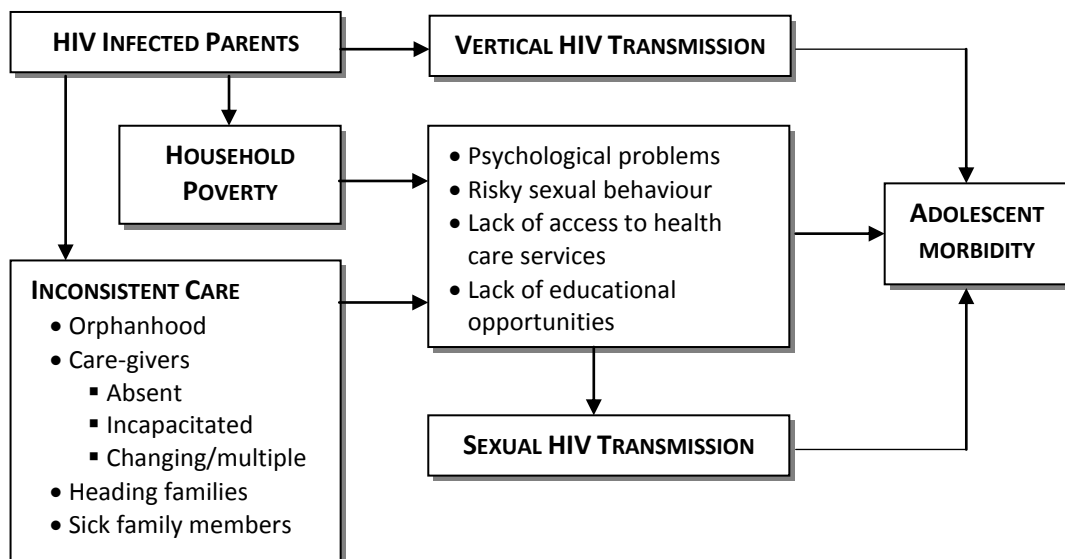 HIV INFECTED PARENTS
VERTICAL HIV TRANSMISSION
HOUSEHOLD
POVERTY
• Psychological problems
• Risky sexual behaviour
• Lack of access to health
care services
• Lack of educational
opportunities
ADOLESCENT
MORBIDITY
INCONSISTENT CARE
• Orphanhood
• Care-givers
▪ Absent
▪ Incapacitated
▪ Changing/multiple
• Heading families
• Sick family members
SEXUAL HIV TRANSMISSION